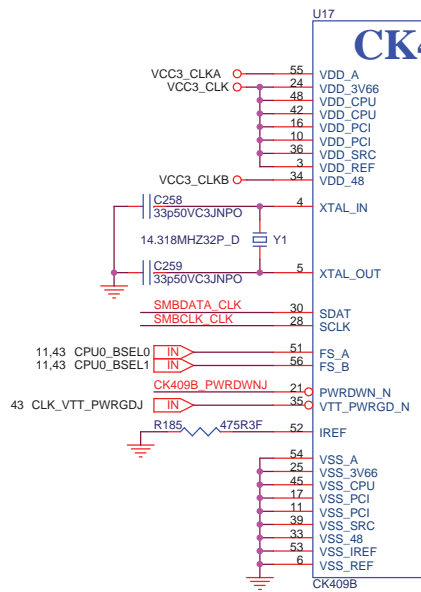 U17
CK4
VCC3_CLKA 55 VDD_A
VCC3_CLK 24 VDD_3V66
48 VDD_CPU
42 VDD_CPU
16 VDD_PCI
10 VDD_PCI
36 VDD_SRC
3 VDD_REF
VCC3_CLKB 34 VDD_48
C258 4 XTAL_IN
33p50VC3JNPO
14.318MHZ32P_D Y1
C259 5 XTAL_OUT
33p50VC3JNPO
SMBDATA_CLK 30 SDAT
SMBCLK_CLK 28 SCLK
11,43 CPU0_BSEL0 IN 51 FS_A
11,43 CPU0_BSEL1 IN 56 FS_B
CK409B_PWRDWNJ 21 PWRDWN_N
43 CLK_VTT_PWRGDJ IN 35 VTT_PWRGD_N
R185 475R3F 52 IREF
54 VSS_A
25 VSS_3V66
45 VSS_CPU
17 VSS_PCI
11 VSS_PCI
39 VSS_SRC
33 VSS_48
53 VSS_IREF
6 VSS_REF
CK409B